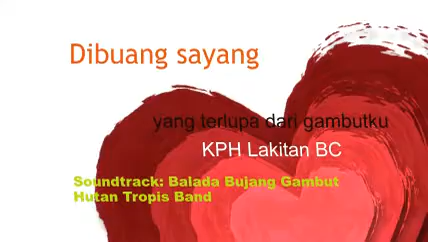 Dibuang sayang
yang terlupa dari gambutku
KPH Lakitan BC
Soundtrack: Balada Bujang Gambut
Hutan Tropis Band